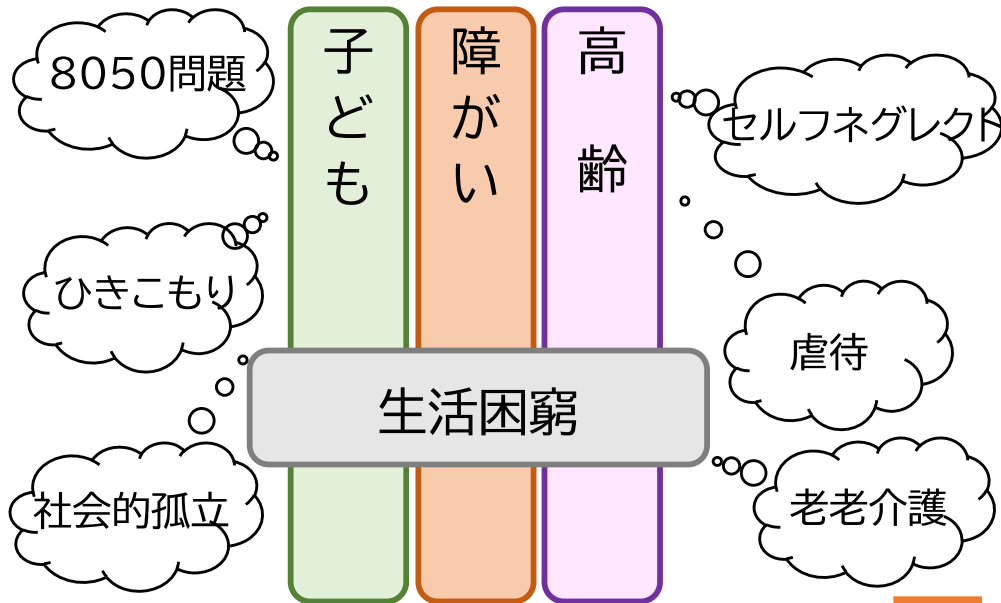 ８０５０問題
ひきこもり
社会的孤立
子ども
障がい
高齢
生活困窮
セルフネグレクト
虐待
老老介護